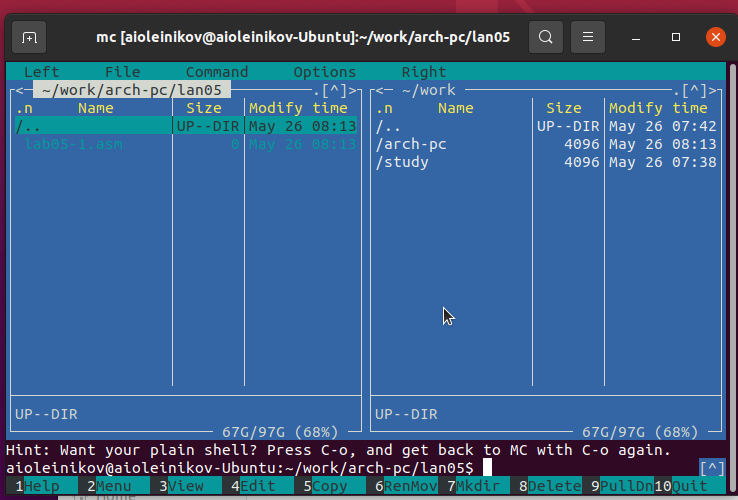 mc [aioleinikov@aioleinikov-Ubuntu]:~/work/arch-pc/lan05
Left File Command Options Right
<─ ~/work/arch-pc/lan05 .[^]> <─ ~/work .[^]>
.n Name Size Modify time .n Name Size Modify time
/.. UP--DIR May 26 08:13 /.. UP--DIR May 26 07:42
lab05-1.asm 0 May 26 08:13 /arch-pc 4096 May 26 08:13
/study 4096 May 26 07:38
UP--DIR UP--DIR
67G/97G (68%) 67G/97G (68%)
Hint: Want your plain shell? Press C-o, and get back to MC with C-o again.
aioleinikov@aioleinikov-Ubuntu:~/work/arch-pc/lan05$ [^]
1Help 2Menu 3View 4Edit 5Copy 6RenMov 7Mkdir 8Delete 9PullDn 10Quit
Home